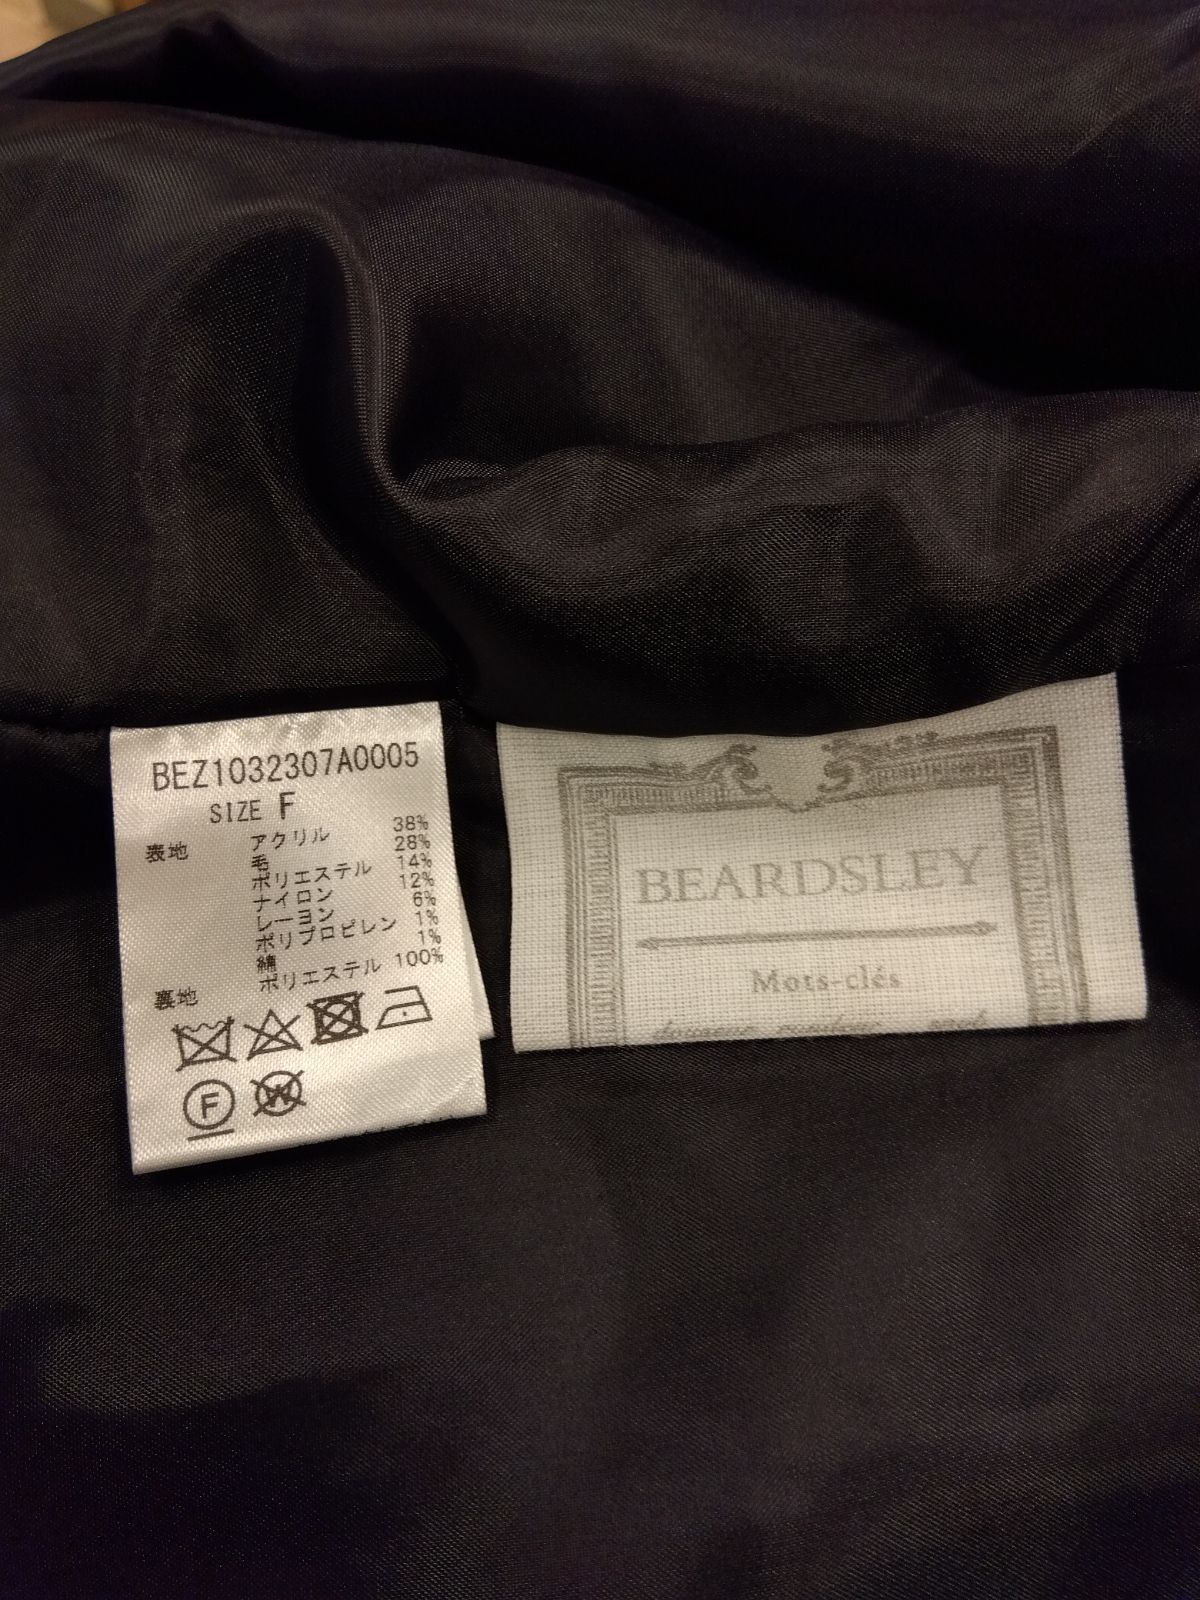 BEZ1032307A0005
SIZE F
表地 アクリル 38%
毛 28%
ポリエステル 14%
ナイロン 12%
レーヨン 6%
ポリプロピレン 1%
綿 1%
裏地 ポリエステル 100%
F
W
BEARDSLEY
Mots-clés